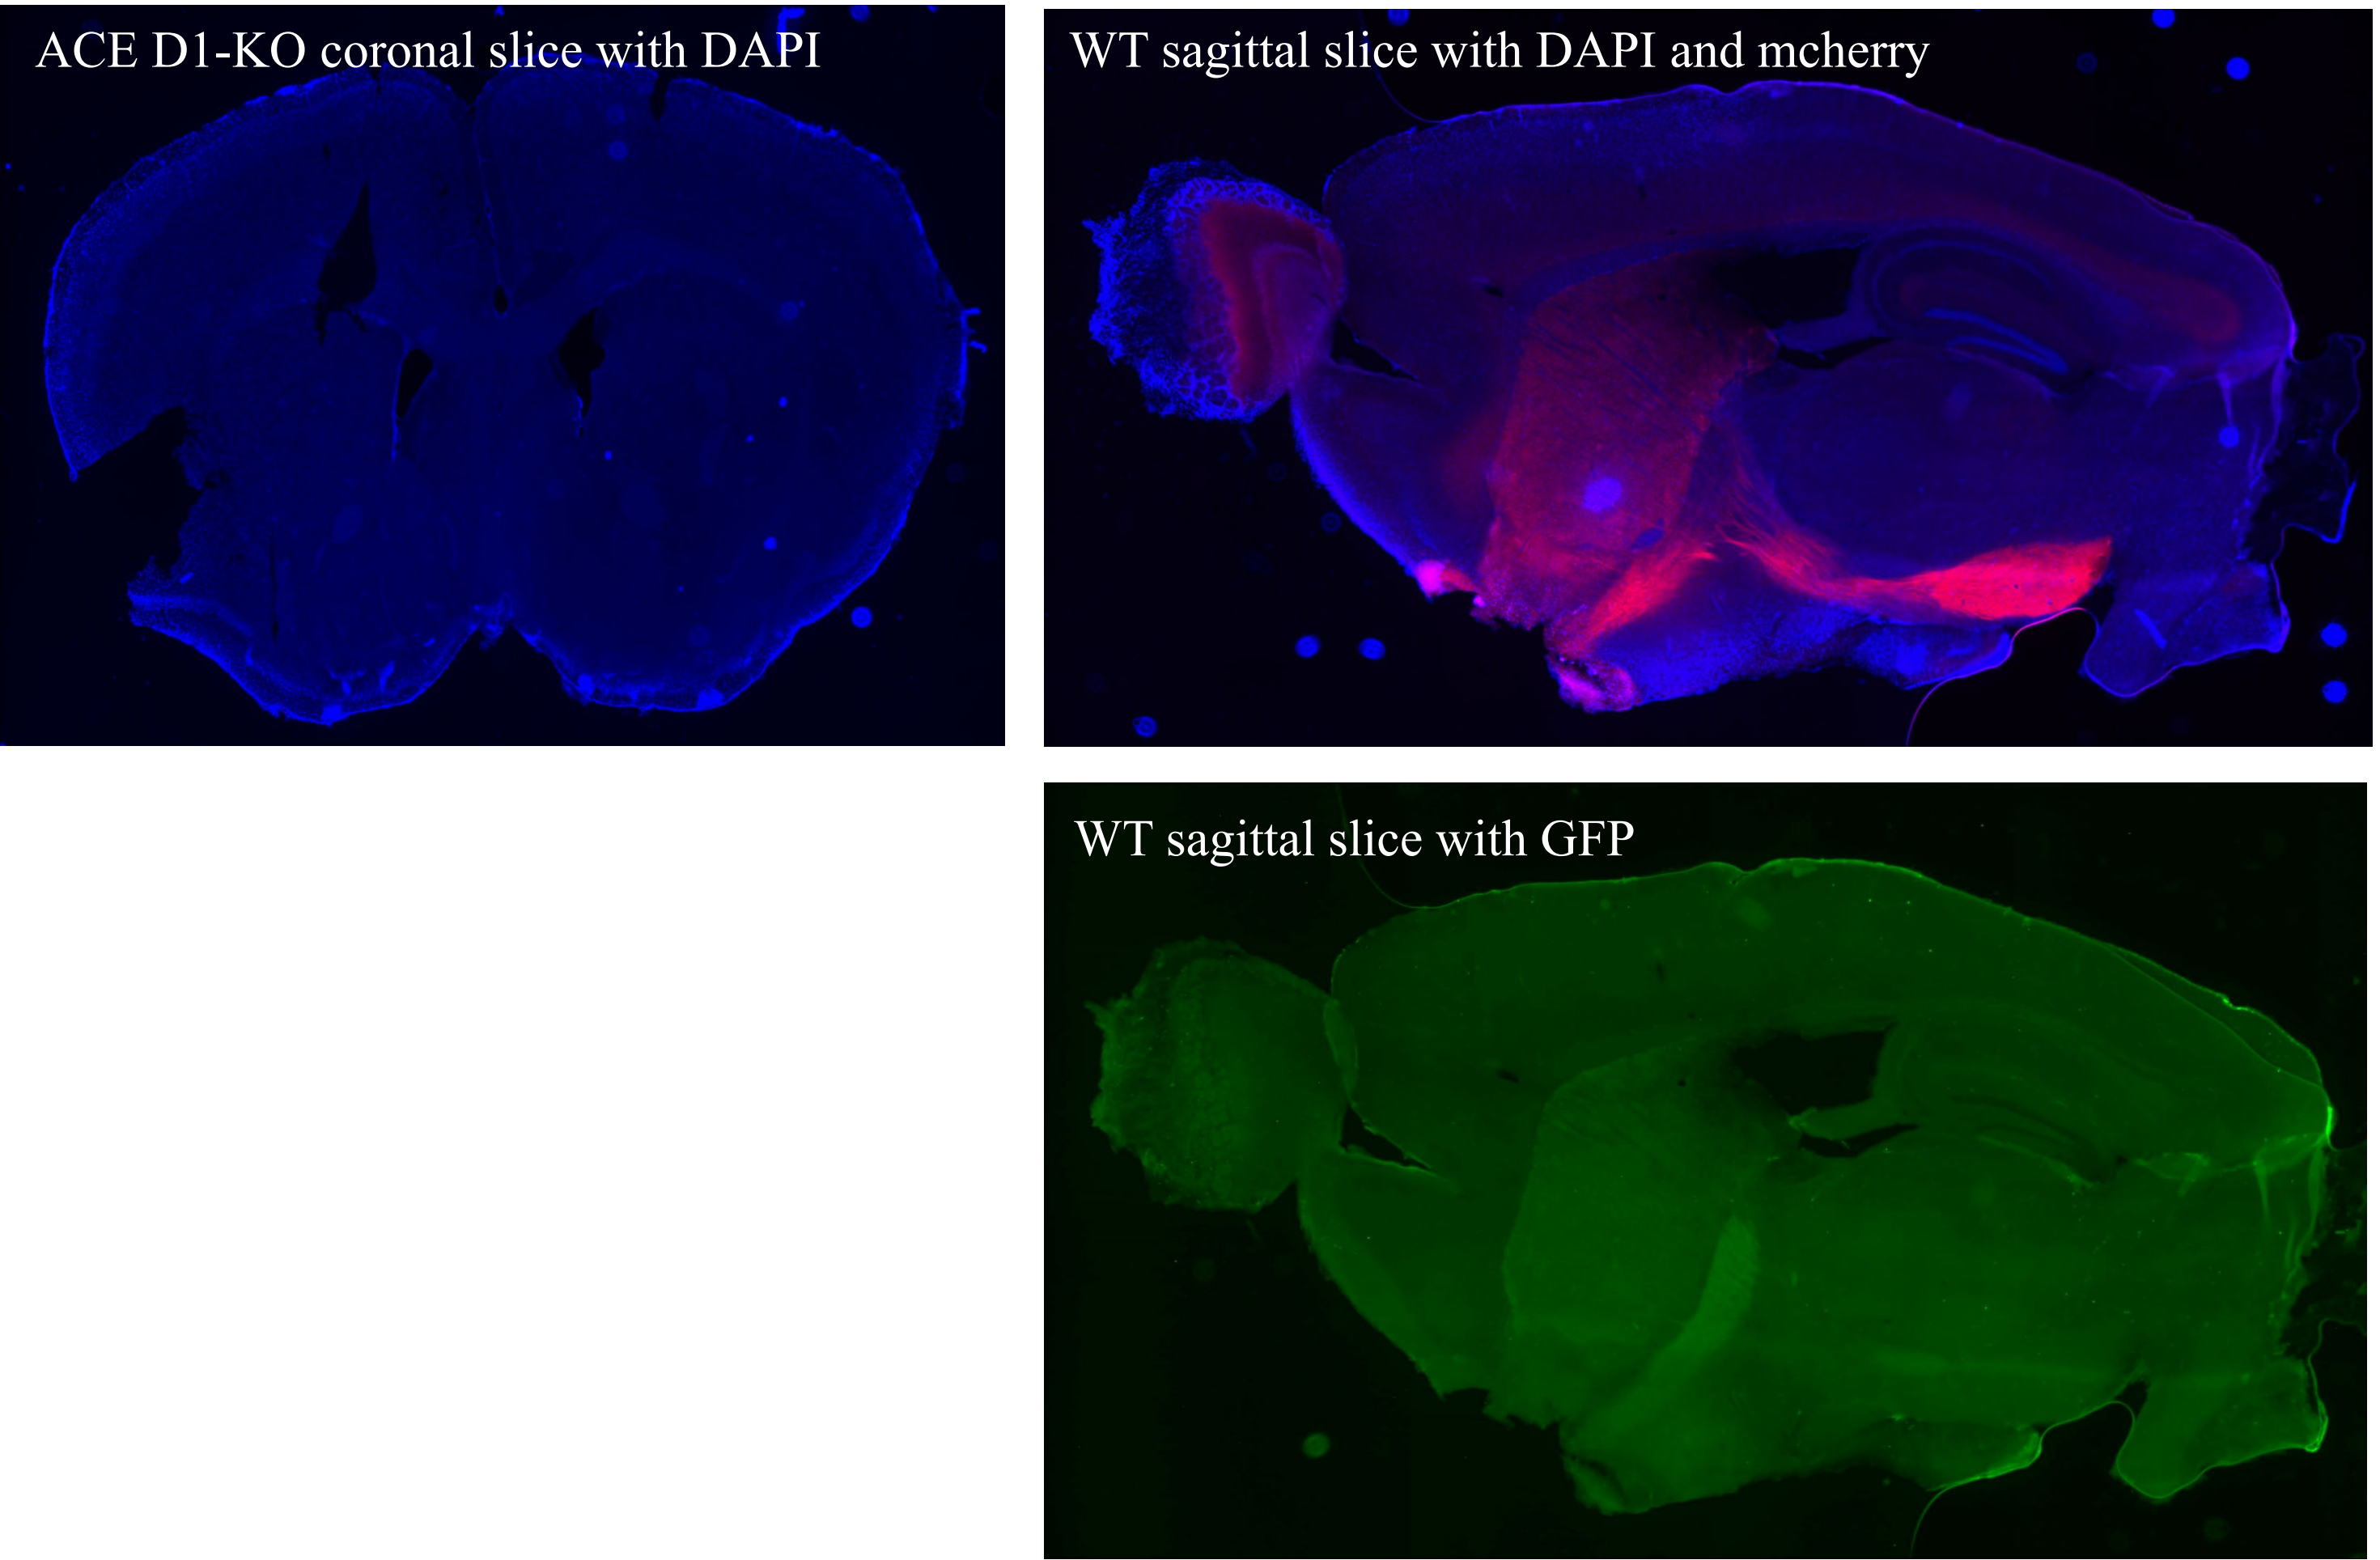 ACE D1-KO coronal slice with DAPI
WT sagittal slice with DAPI and mcherry
WT sagittal slice with GFP